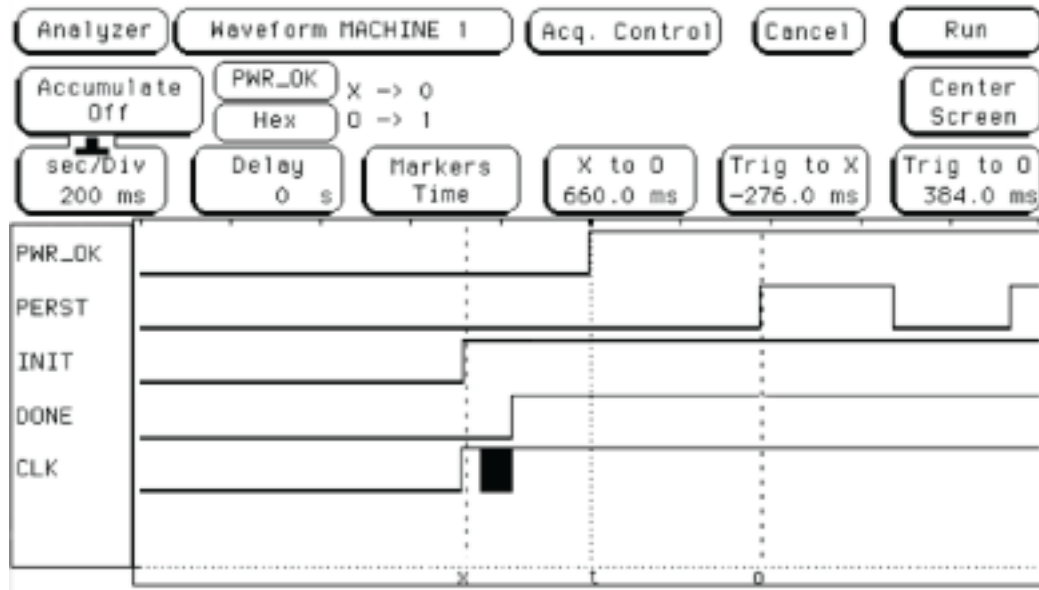 Analyzer Waveform MACHINE 1 Acq. Control Cancel Run
Accumulate Off PWR_OK X -> 0 Center Screen
Hex O -> 1
sec/Div Delay Markers X to O Trig to X Trig to O
200 ms 0 s Time 660.0 ms -276.0 ms 384.0 ms
PWR_OK
PERST
INIT
DONE
CLK
X t O